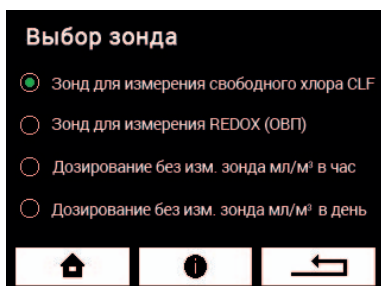 Выбор зонда
Зонд для измерения свободного хлора CLF
Зонд для измерения REDOX (ОВП)
Дозирование без изм. зонда мл/м³ в час
Дозирование без изм. зонда мл/м³ в день